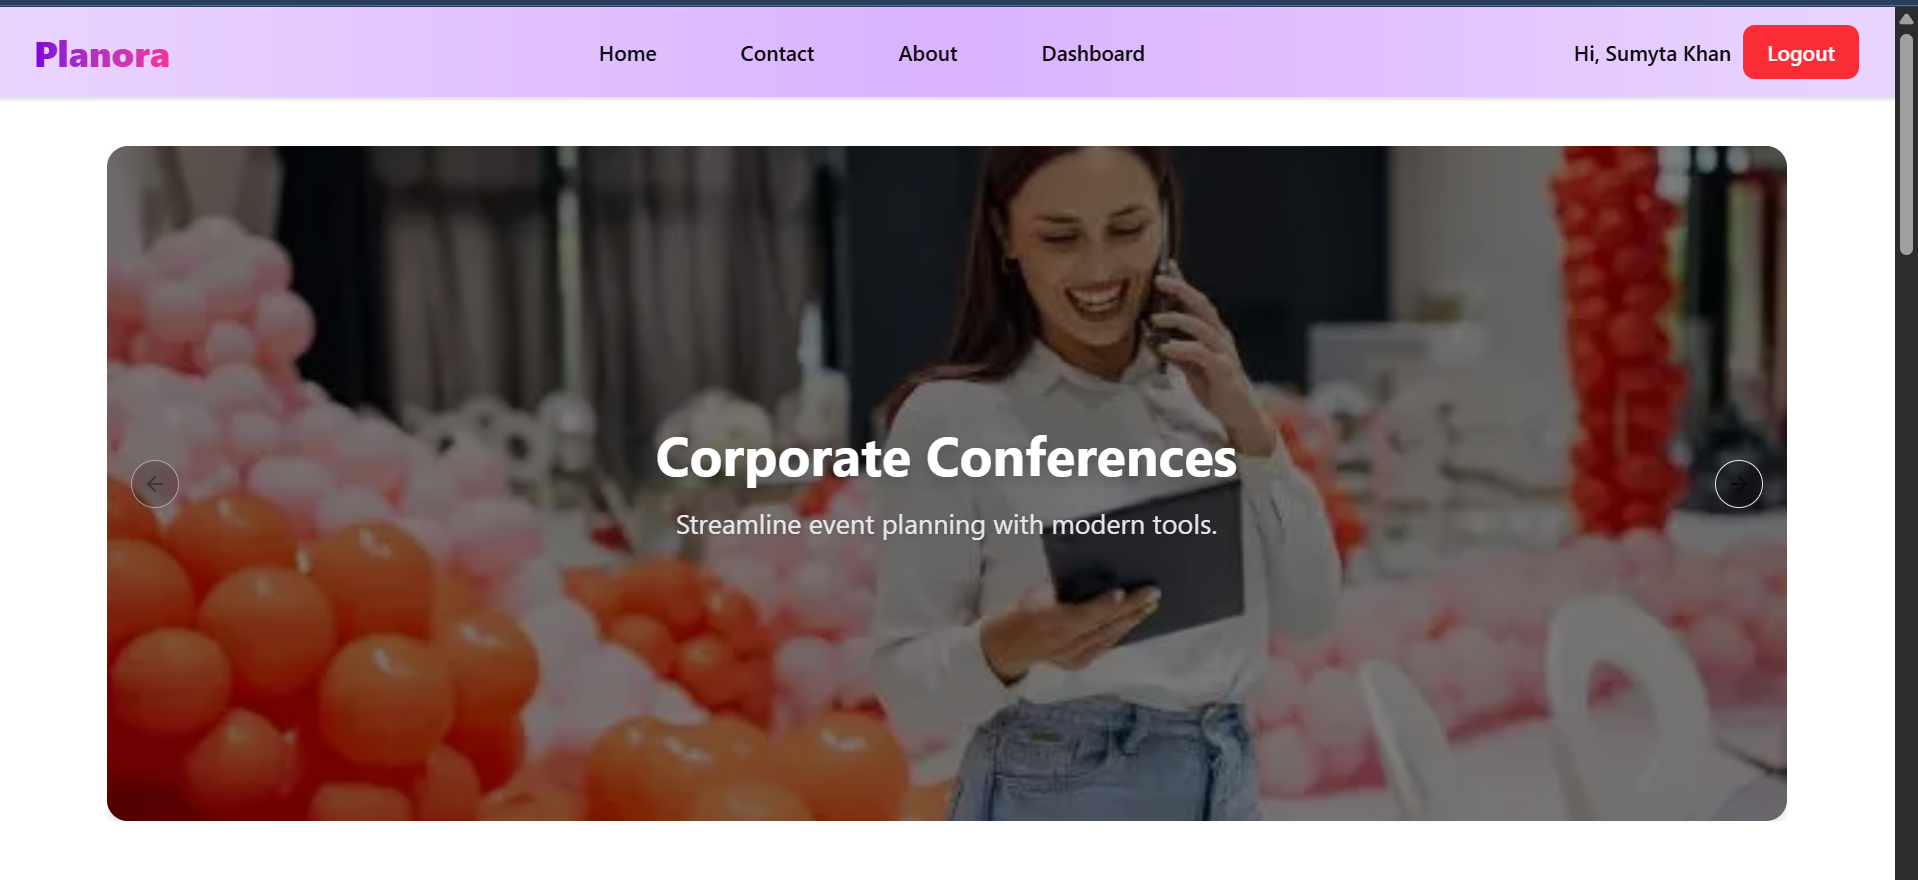 Planora
Home
Contact
About
Dashboard
Hi, Sumyta Khan
Logout
Corporate Conferences
Streamline event planning with modern tools.